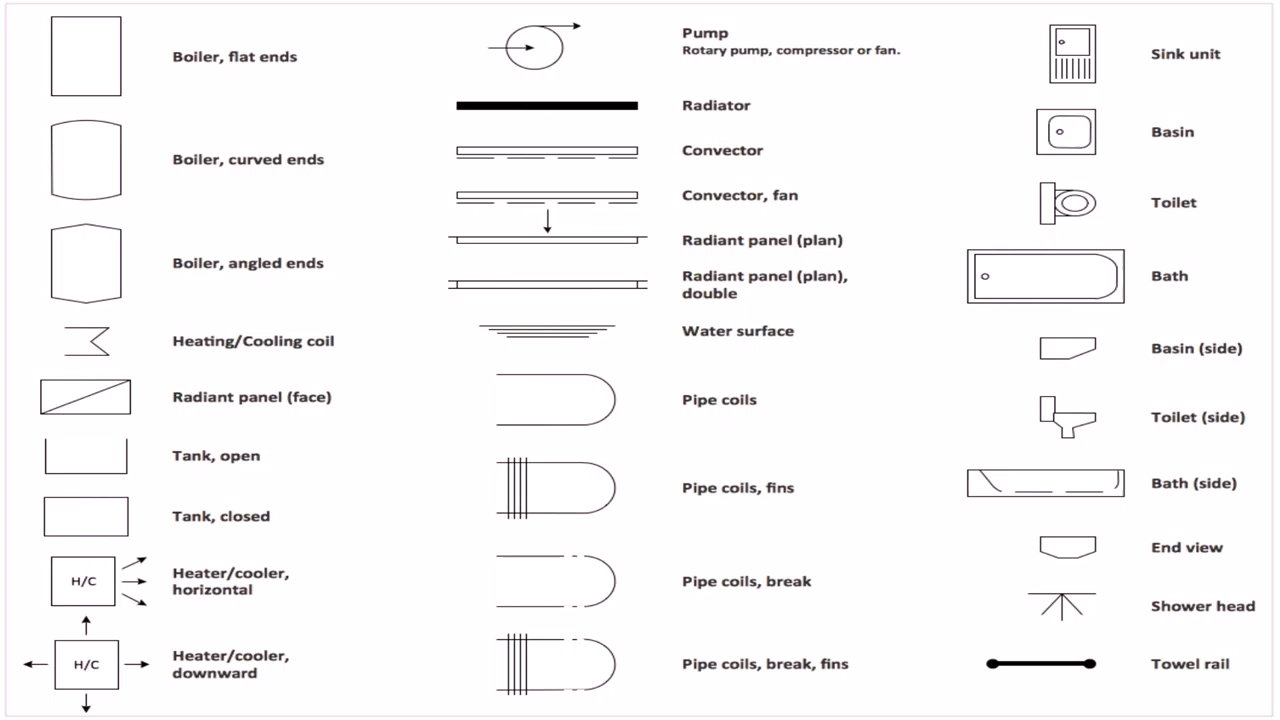 Boiler, flat ends
Boiler, curved ends
Boiler, angled ends
Heating/Cooling coil
Radiant panel (face)
Tank, open
Tank, closed
H/C
Heater/cooler,
horizontal
H/C
Heater/cooler,
downward
Pump
Rotary pump, compressor or fan.
Radiator
Convector
Convector, fan
Radiant panel (plan)
Radiant panel (plan),
double
Water surface
Pipe coils
Pipe coils, fins
Pipe coils, break
Pipe coils, break, fins
Sink unit
Basin
Toilet
Bath
Basin (side)
Toilet (side)
Bath (side)
End view
Shower head
Towel rail